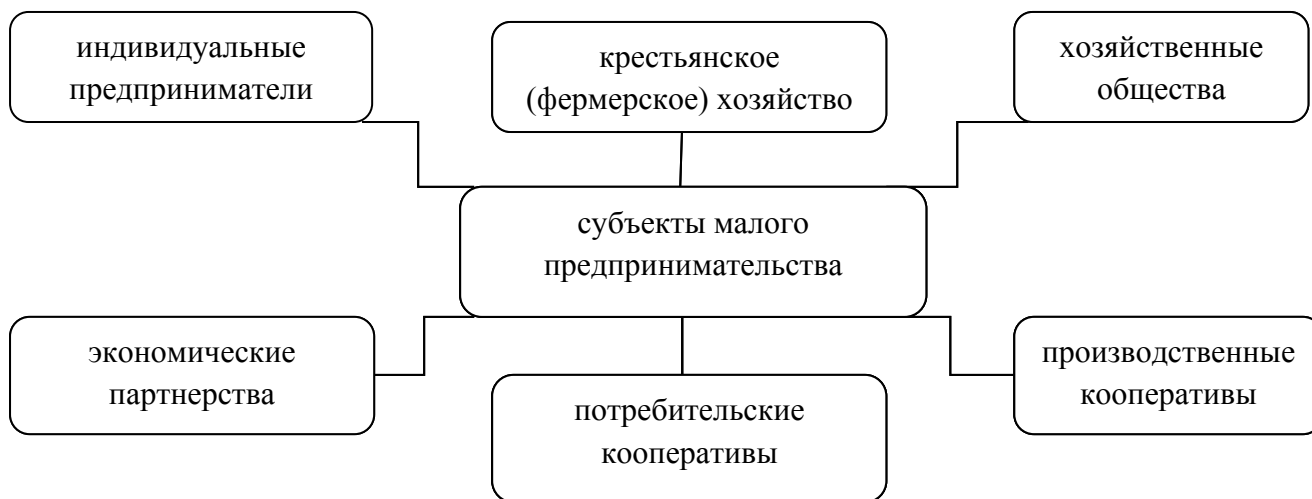 индивидуальные
предприниматели
крестьянское
(фермерское) хозяйство
хозяйственные
общества
субъекты малого
предпринимательства
экономические
партнерства
потребительские
кооперативы
производственные
кооперативы